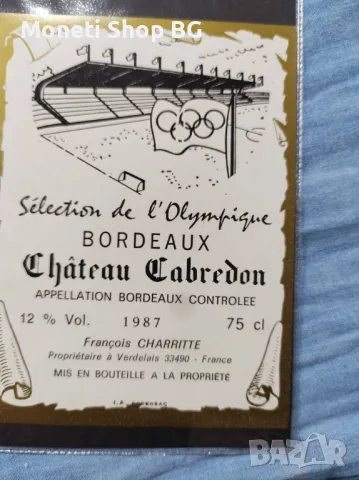 Moneti Shop BG
Sélection de l'Olympique
BORDEAUX
Château Cabredon
APPELLATION BORDEAUX CONTROLEE
12 % Vol. 1987 75 cl
François CHARRITTE
Propriétaire à Verdelais 33490 - France
MIS EN BOUTEILLE A LA PROPRIÉTÉ
BAZAR